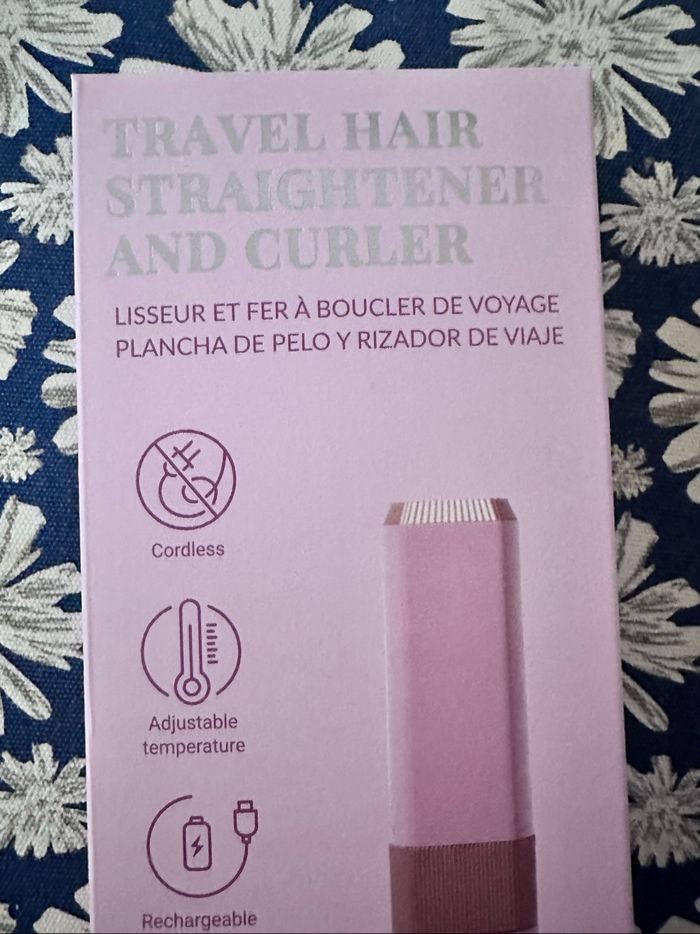 TRAVEL HAIR
STRAIGHTENER
AND CURLER
LISSEUR ET FER À BOUCLER DE VOYAGE
PLANCHA DE PELO Y RIZADOR DE VIAJE
Cordless
Adjustable
temperature
Rechargeable